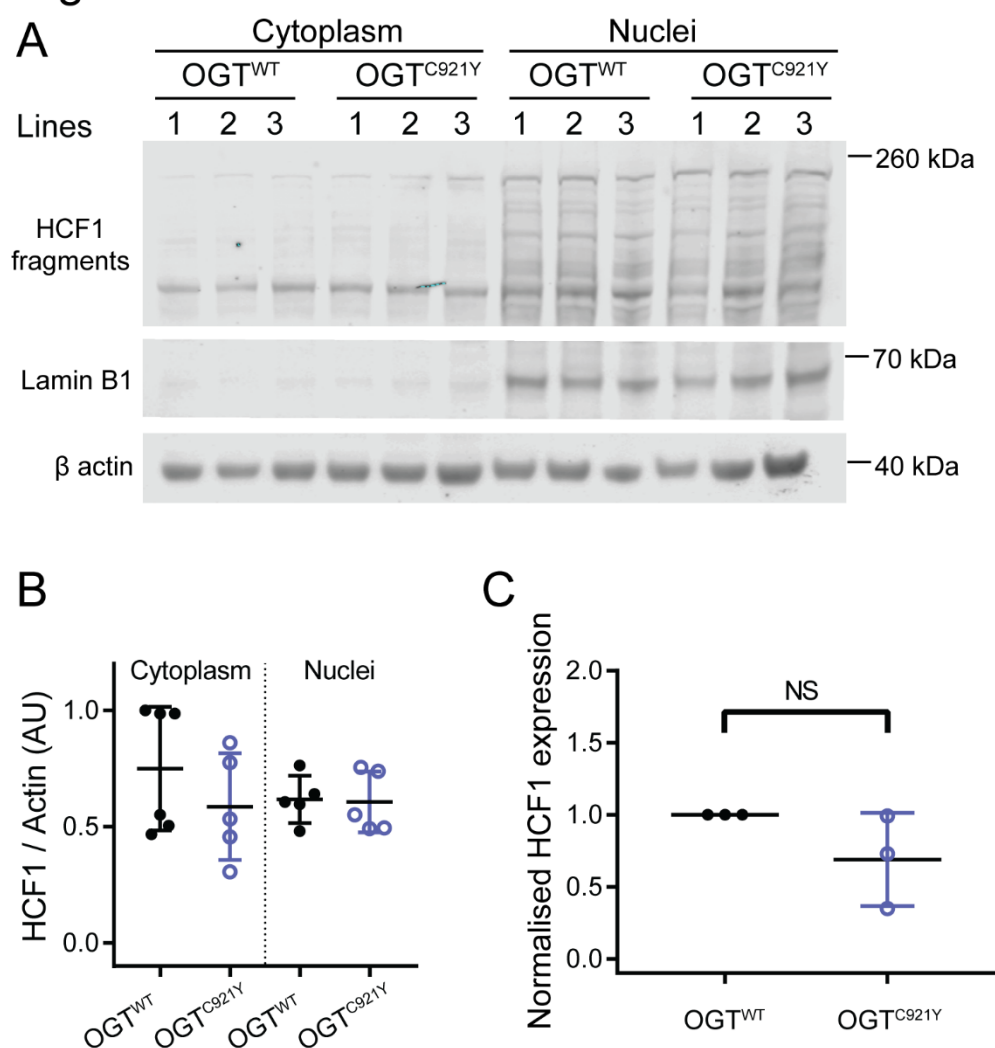 A
Cytoplasm Nuclei
OGTWT OGTC921Y OGTWT OGTC921Y
Lines 1 2 3 1 2 3 1 2 3 1 2 3
260 kDa
HCF1
fragments
70 kDa
Lamin B1
β actin
40 kDa
B
Cytoplasm Nuclei
HCF1 / Actin (AU)
1.0
0.5
0.0
OGTWT OGTC921Y OGTWT OGTC921Y
C
Normalised HCF1 expression
2.0
NS
1.5
1.0
0.5
0.0
OGTWT OGTC921Y